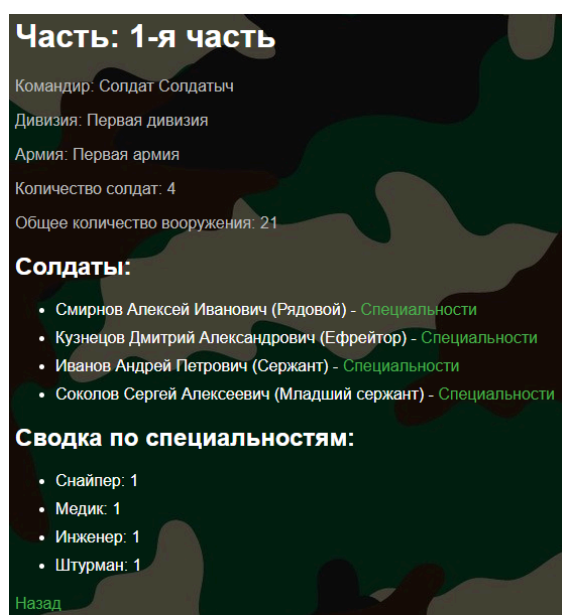 Часть: 1-я часть
Командир: Солдат Солдатыч
Дивизия: Первая дивизия
Армия: Первая армия
Количество солдат: 4
Общее количество вооружения: 21
Солдаты:
• Смирнов Алексей Иванович (Рядовой) - Специальности
• Кузнецов Дмитрий Александрович (Ефрейтор) - Специальности
• Иванов Андрей Петрович (Сержант) - Специальности
• Соколов Сергей Алексеевич (Младший сержант) - Специальности
Сводка по специальностям:
• Снайпер: 1
• Медик: 1
• Инженер: 1
• Штурман: 1
Назад